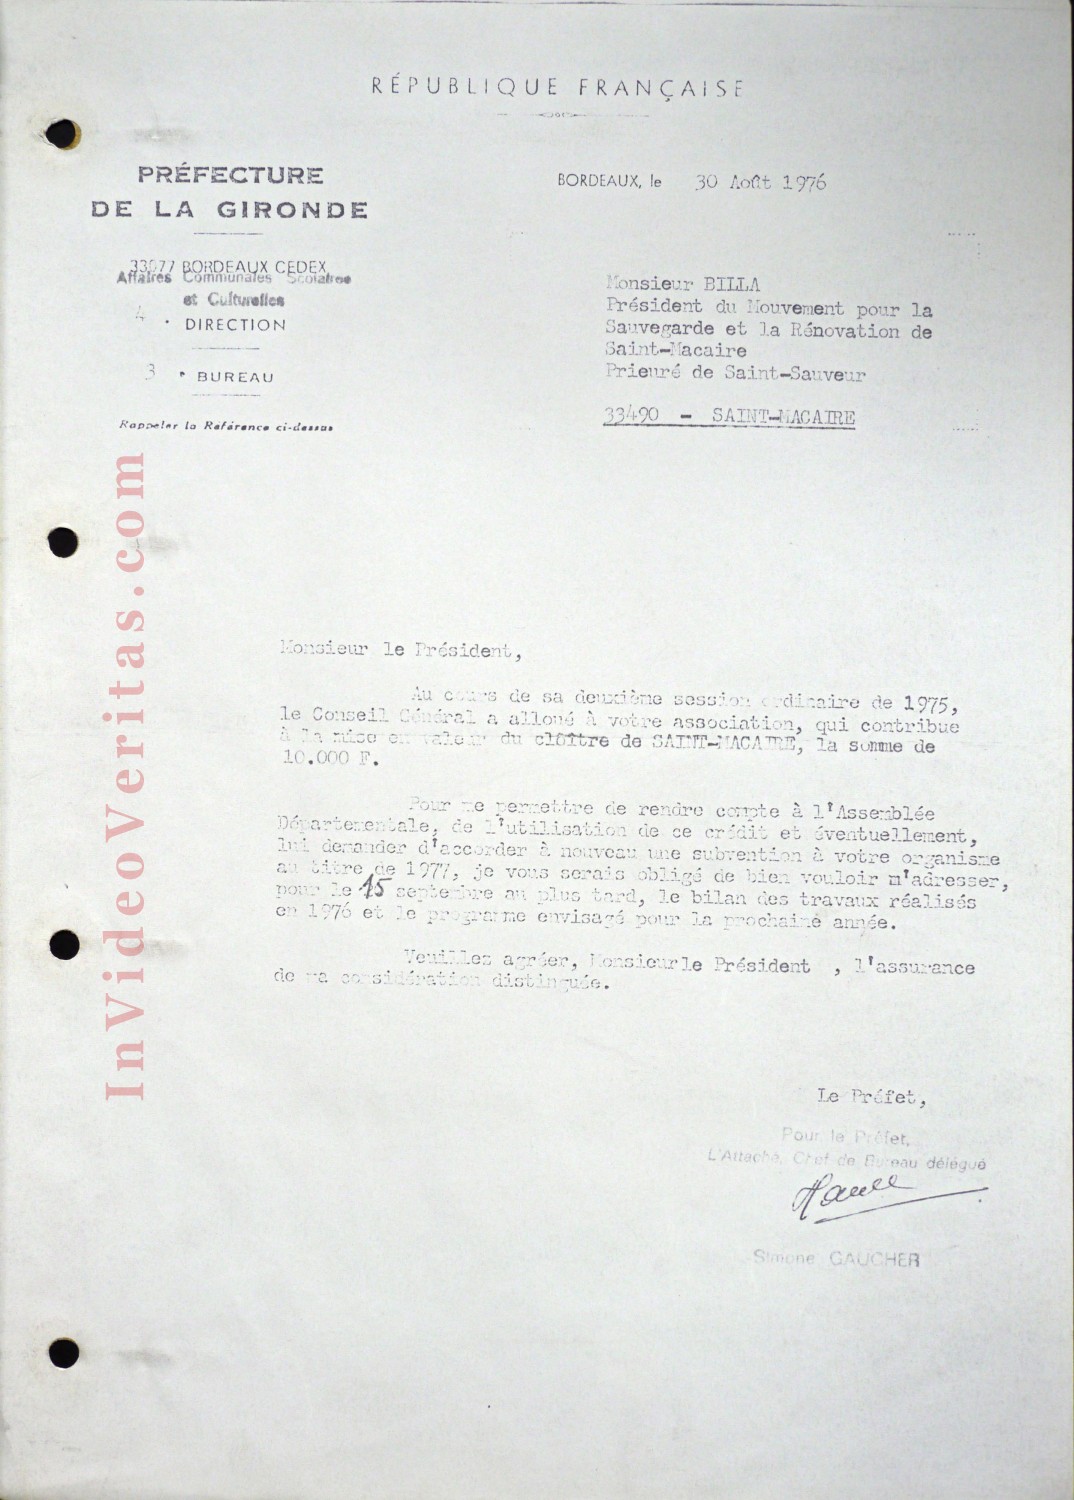 RÉPUBLIQUE FRANÇAISE
PRÉFECTURE
DE LA GIRONDE
33077 BORDEAUX CEDEX
Affaires Communales Scolaires
et Culturelles
4 • DIRECTION
3 • BUREAU
Rappeler la Référence ci-dessus
BORDEAUX, le 30 Août 1976
Monsieur BILLA
Président du Mouvement pour la
Sauvegarde et la Rénovation de
Saint-Macaire
Prieuré de Saint-Sauveur
33490 - SAINT-MACAIRE
InVideoVeritas.com
Monsieur le Président,
Au cours de sa deuxième session ordinaire de 1975,
le Conseil Général a alloué à votre association, qui contribue
à la mise en valeur du cloître de SAINT-MACAIRE, la somme de
10.000 F.
Pour me permettre de rendre compte à l'Assemblée
Départementale, de l'utilisation de ce crédit et éventuellement,
lui demander d'accorder à nouveau une subvention à votre organisme
au titre de 1977, je vous serais obligé de bien vouloir m'adresser,
pour le 15 septembre au plus tard, le bilan des travaux réalisés
en 1976 et le programme envisagé pour la prochaine année.
Veuillez agréer, Monsieur le Président , l'assurance
de ma considération distinguée.
Le Préfet,
Pour le Préfet,
L'Attaché, Chef de Bureau délégué
Simone GAUCHER